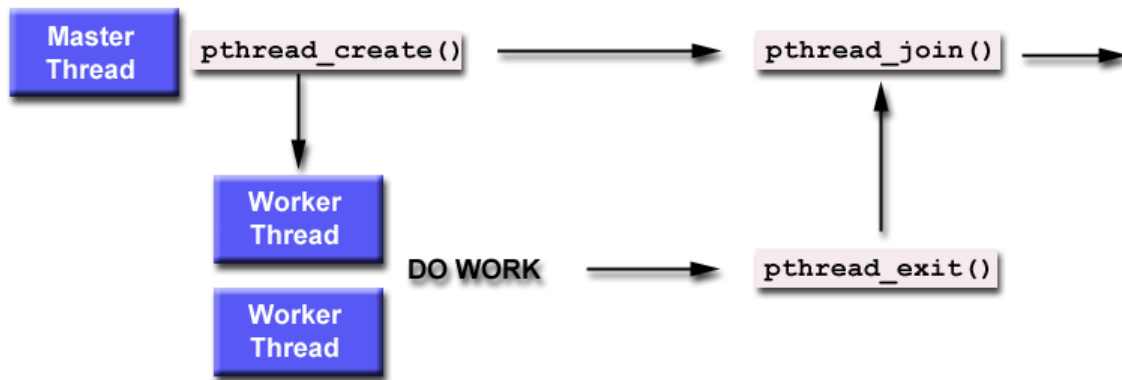 Master
Thread
pthread_create()
pthread_join()
Worker
Thread
DO WORK
pthread_exit()
Worker
Thread